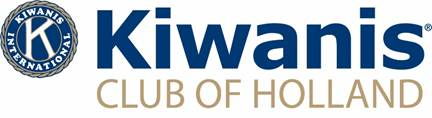 KIWANIS
K
INTERNATIONAL
Kiwanis®
CLUB OF HOLLAND